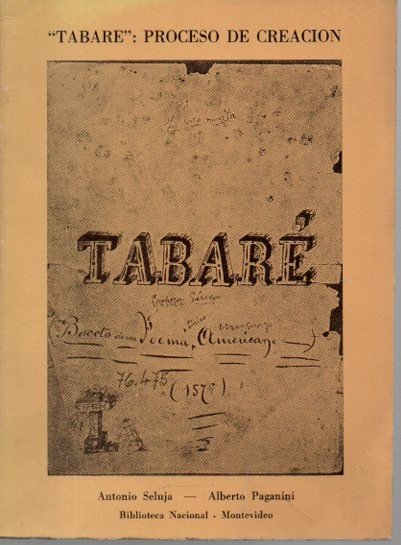 "TABARE": PROCESO DE CREACION
TABARÉ
(Boceto de un Poema Americano)
76.475
(1576)
Antonio Seluja — Alberto Paganini
Biblioteca Nacional - Montevideo